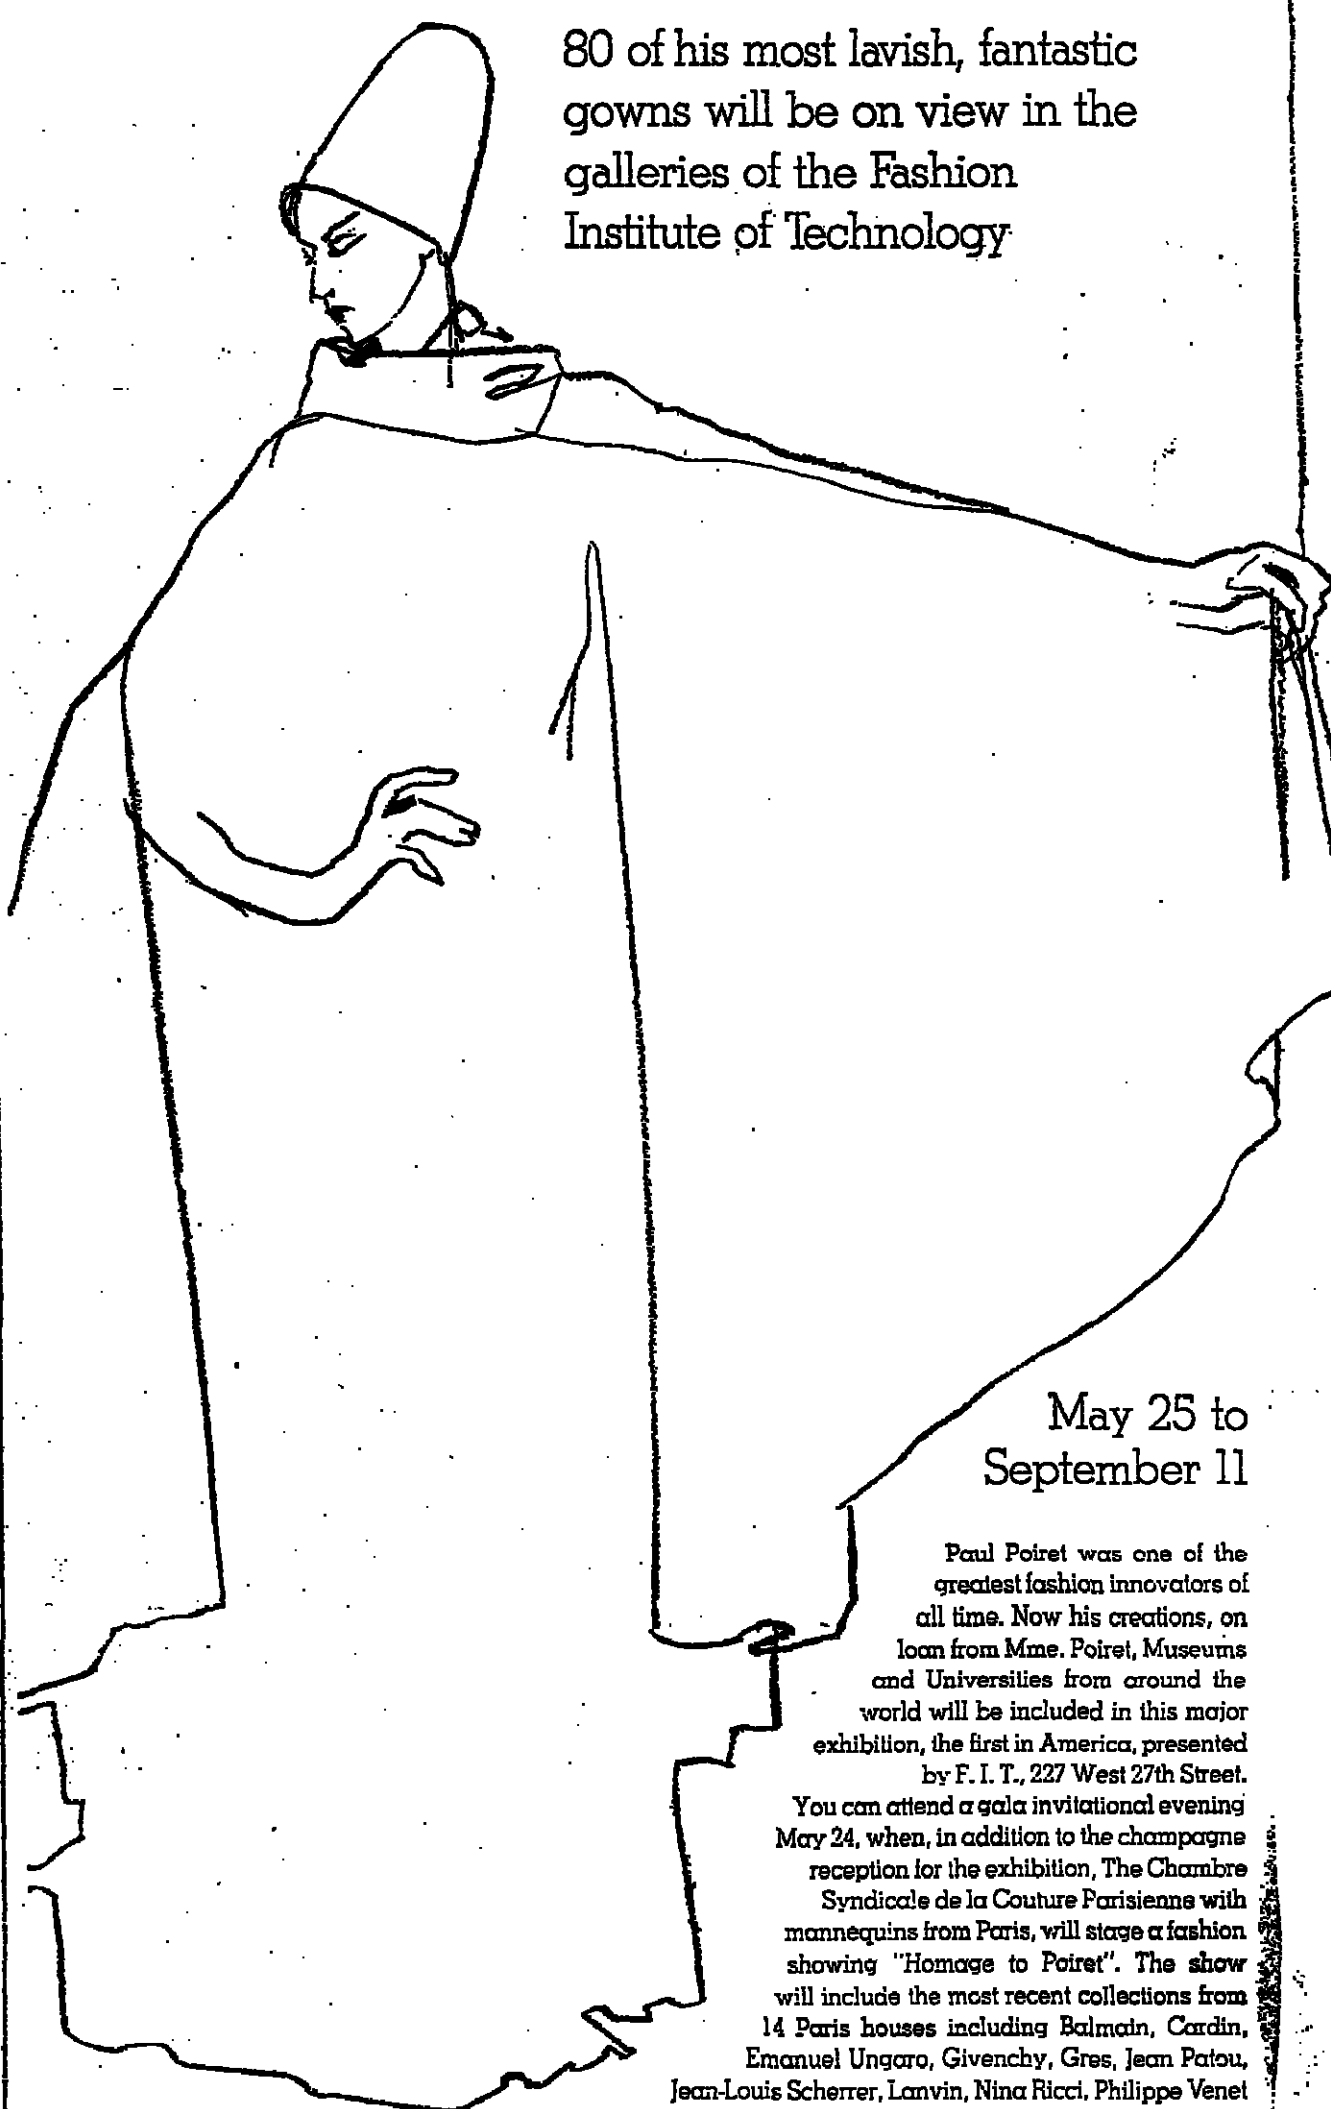 80 of his most lavish, fantastic
gowns will be on view in the
galleries of the Fashion
Institute of Technology
May 25 to
September 11
Paul Poiret was one of the
greatest fashion innovators of
all time. Now his creations, on
loan from Mme. Poiret, Museums
and Universities from around the
world will be included in this major
exhibition, the first in America, presented
by F. I. T., 227 West 27th Street.
You can attend a gala invitational evening
May 24, when, in addition to the champagne
reception for the exhibition, The Chambre
Syndicale de la Couture Parisienne with
mannequins from Paris, will stage a fashion
showing "Homage to Poiret". The show
will include the most recent collections from
14 Paris houses including Balmain, Cardin,
Emanuel Ungaro, Givenchy, Gres, Jean Patou,
Jean-Louis Scherrer, Lanvin, Nina Ricci, Philippe Venet